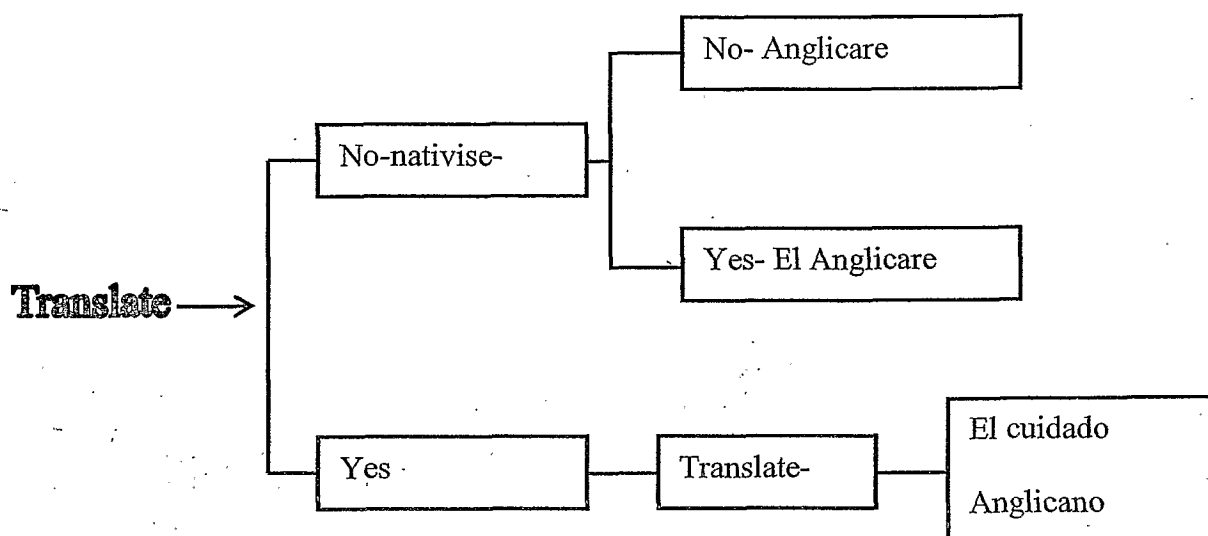 No- Anglicare
No-nativise-
Yes- El Anglicare
Translate
Yes
Translate-
El cuidado
Anglicano